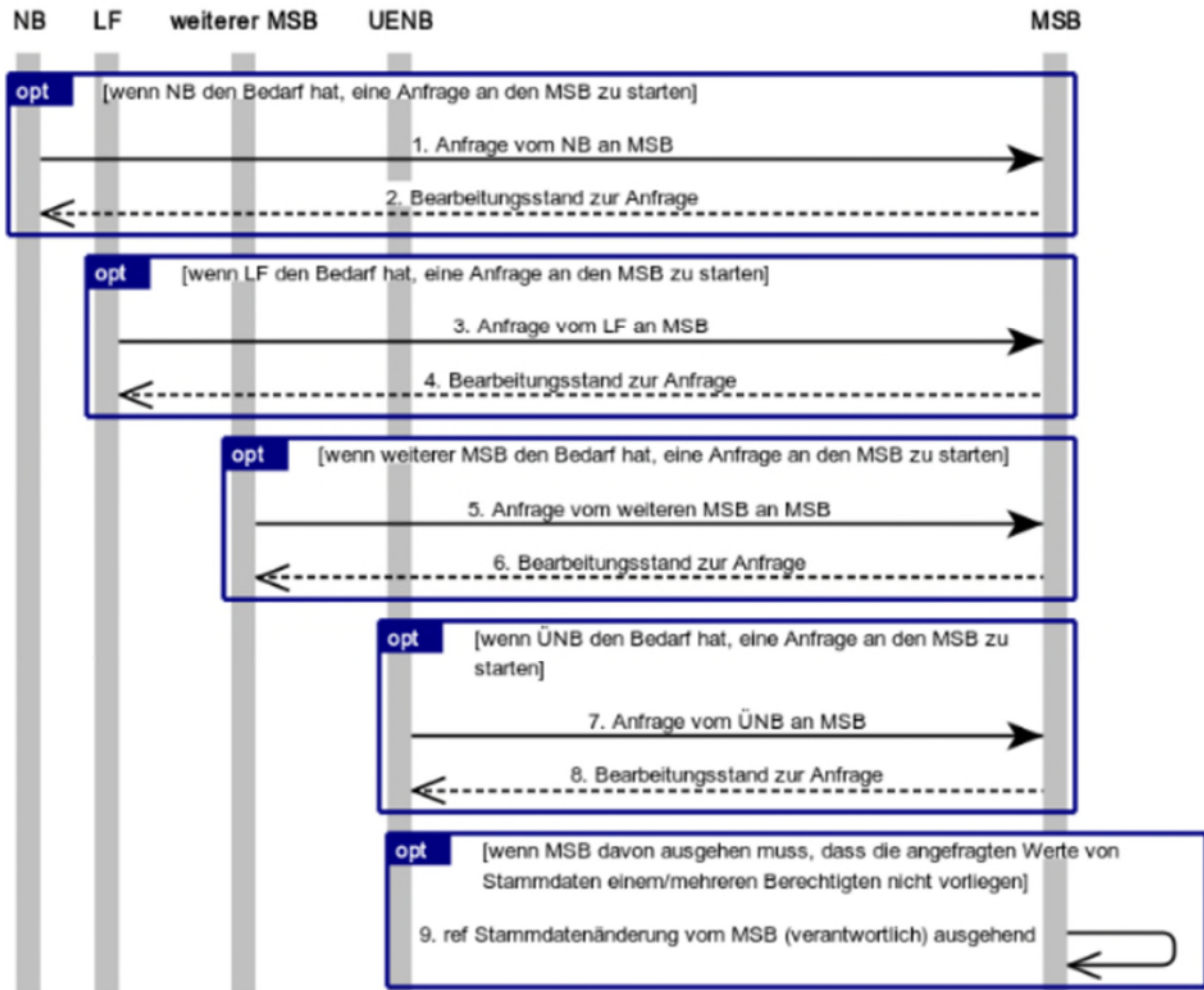 NB LF weiterer MSB UENB MSB
opt [wenn NB den Bedarf hat, eine Anfrage an den MSB zu starten]
1. Anfrage vom NB an MSB
2. Bearbeitungsstand zur Anfrage
opt [wenn LF den Bedarf hat, eine Anfrage an den MSB zu starten]
3. Anfrage vom LF an MSB
4. Bearbeitungsstand zur Anfrage
opt [wenn weiterer MSB den Bedarf hat, eine Anfrage an den MSB zu starten]
5. Anfrage vom weiteren MSB an MSB
6. Bearbeitungsstand zur Anfrage
opt [wenn ÜNB den Bedarf hat, eine Anfrage an den MSB zu
starten]
7. Anfrage vom ÜNB an MSB
8. Bearbeitungsstand zur Anfrage
opt [wenn MSB davon ausgehen muss, dass die angefragten Werte von
Stammdaten einem/mehreren Berechtigten nicht vorliegen]
9. ref Stammdatenänderung vom MSB (verantwortlich) ausgehend